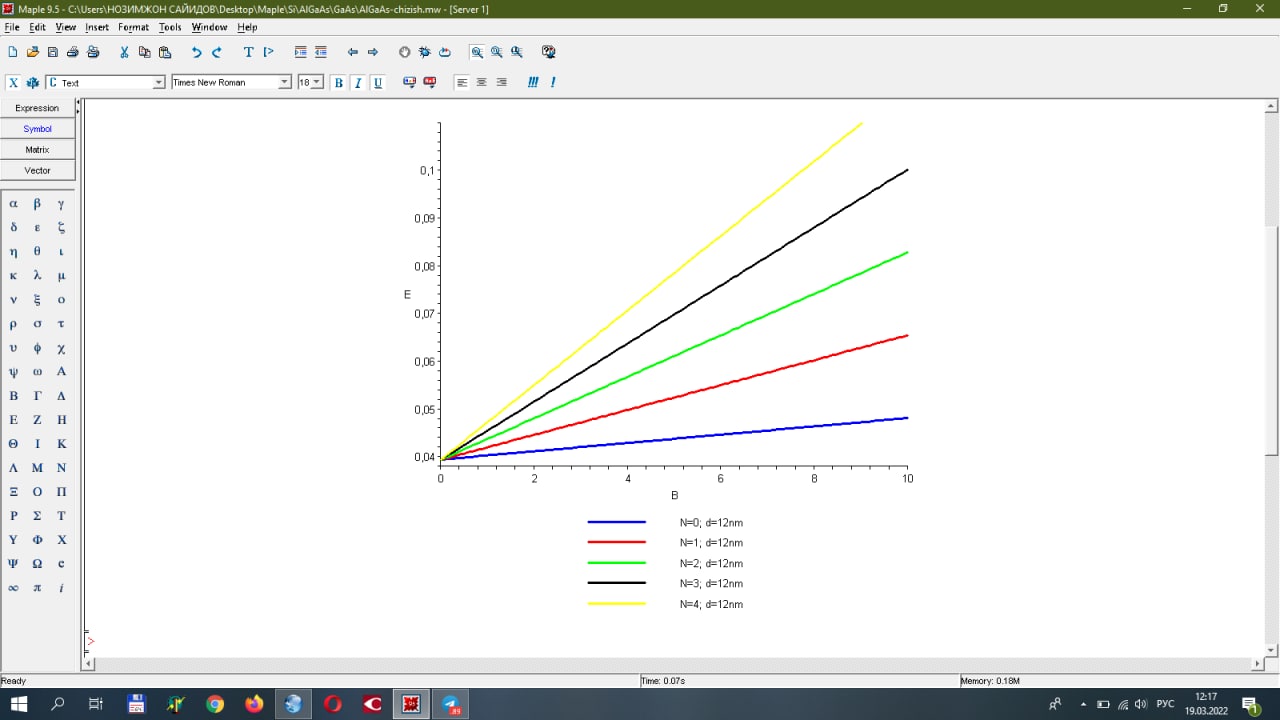 Maple 9.5 - C:\Users\НОЗИМЖОН САЙИДОВ\Desktop\Maple\Si\AlGaAs\GaAs\AlGaAs-chizish.mw - [Server 1]
File Edit View Insert Format Tools Window Help
T [>
X C Text Times New Roman 18 B I U !!! !
Expression
Symbol
Matrix
Vector
α β γ
δ ε ζ
η θ ι
κ λ μ
ν ξ ο
ρ σ τ
υ ϕ χ
ψ ω Α
Β Γ Δ
Ε Ζ Η
Θ Ι Κ
Λ Μ Ν
Ξ Ο Π
Ρ Σ Τ
Υ Φ Χ
Ψ Ω e
∞ π i
0,1
0,09
0,08
E
0,07
0,06
0,05
0,04
0 2 4 6 8 10
B
N=0; d=12nm
N=1; d=12nm
N=2; d=12nm
N=3; d=12nm
N=4; d=12nm
>
Ready Time: 0.07s Memory: 0.18M
РУС 12:17
19.03.2022